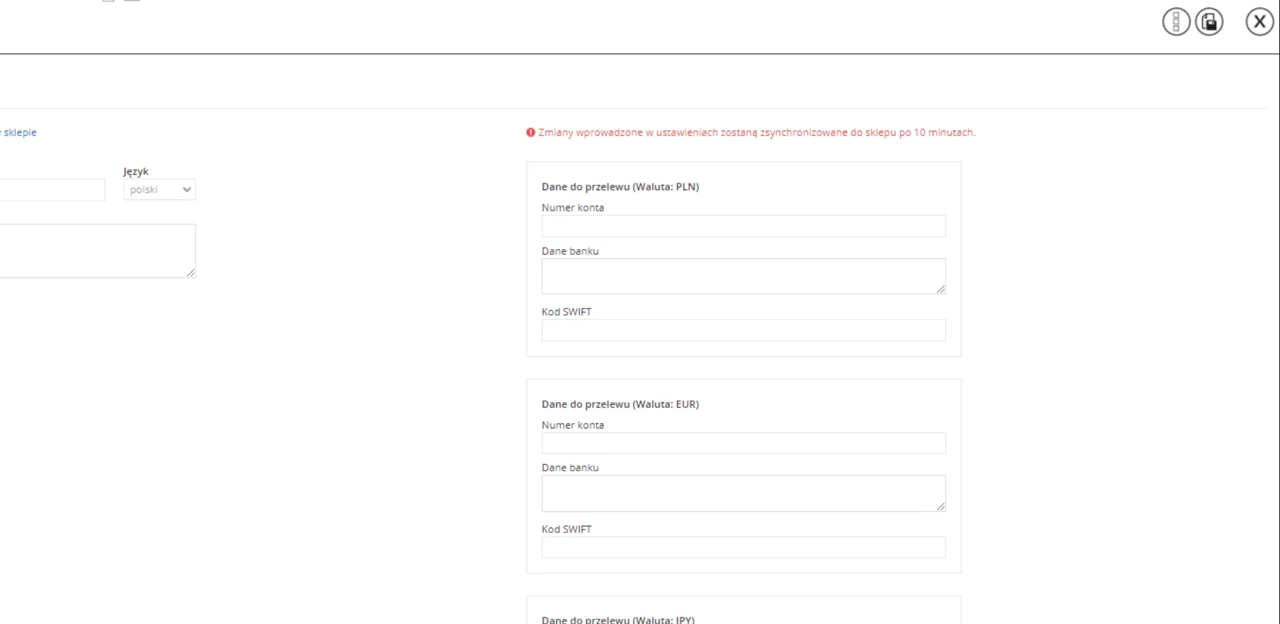 sklepie
Język
polski
Zmiany wprowadzone w ustawieniach zostaną zsynchronizowane do sklepu po 10 minutach.
Dane do przelewu (Waluta: PLN)
Numer konta
Dane banku
Kod SWIFT
Dane do przelewu (Waluta: EUR)
Numer konta
Dane banku
Kod SWIFT
Dane do przelewu (Waluta: JPY)